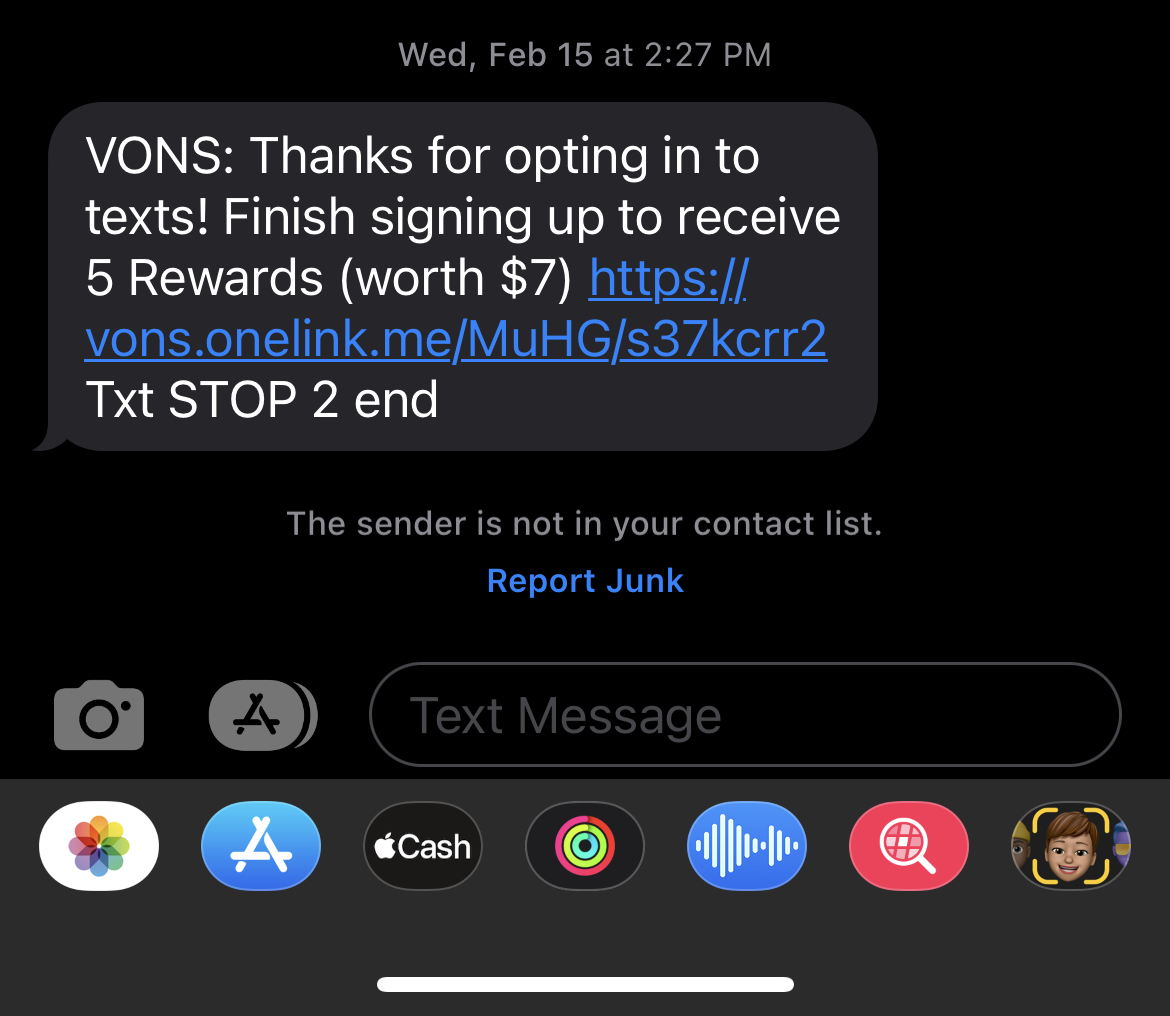 Wed, Feb 15 at 2:27 PM
VONS: Thanks for opting in to
texts! Finish signing up to receive
5 Rewards (worth $7) https://
vons.onelink.me/MuHG/s37kcrr2
Txt STOP 2 end
The sender is not in your contact list.
Report Junk
Text Message
Cash